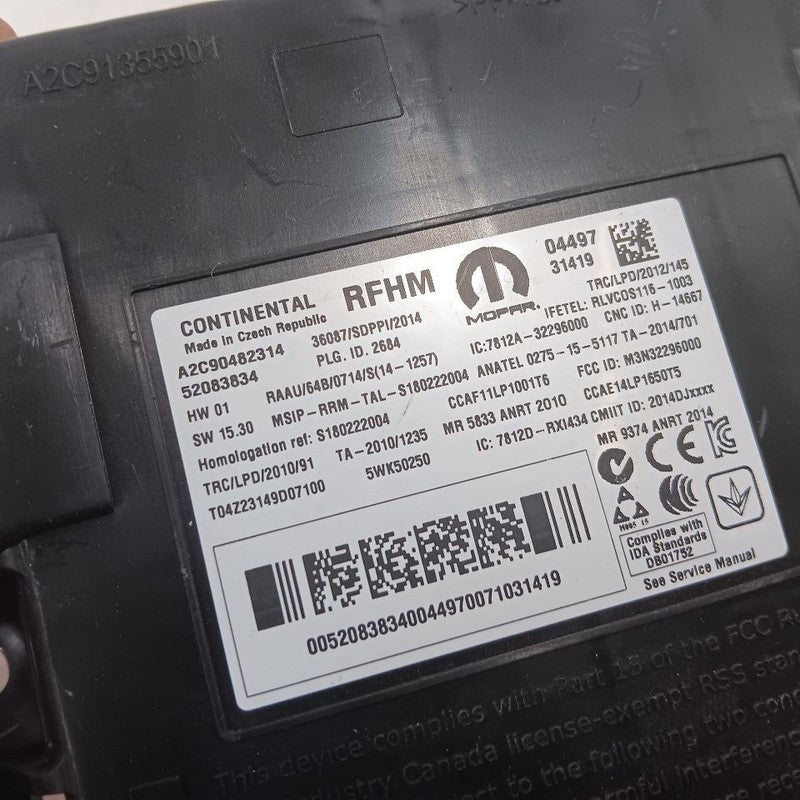 A2C91355901
CONTINENTAL RFHM MOPAR 04497
Made in Czech Republic 31419
A2C90482314 36087/SDPPI/2014 TRC/LPD/2012/145
52083834 PLG. ID. 2684 IFETEL: RLVCOS116-1003
HW 01 RAAU/64B/0714/S(14-1257) IC:7812A-32296000 CNC ID: H-14667
SW 15.30 MSIP-RRM-TAL-S180222004 ANATEL 0275-15-5117 TA-2014/701
Homologation ref: S180222004 CCAF11LP1001T6 FCC ID: M3N32296000
TRC/LPD/2010/91 TA-2010/1235 MR 5833 ANRT 2010 CCAE14LP1650T5
T04Z23149D07100 5WK50250 IC: 7812D-RXI434 CMIIT ID: 2014DJxxxx
MR 9374 ANRT 2014
Complies with
IDA Standards
DB01752
See Service Manual
00520838340044970071031419
This device complies with Part 15 of the FCC
Industry Canada license-exempt RSS
to the following two